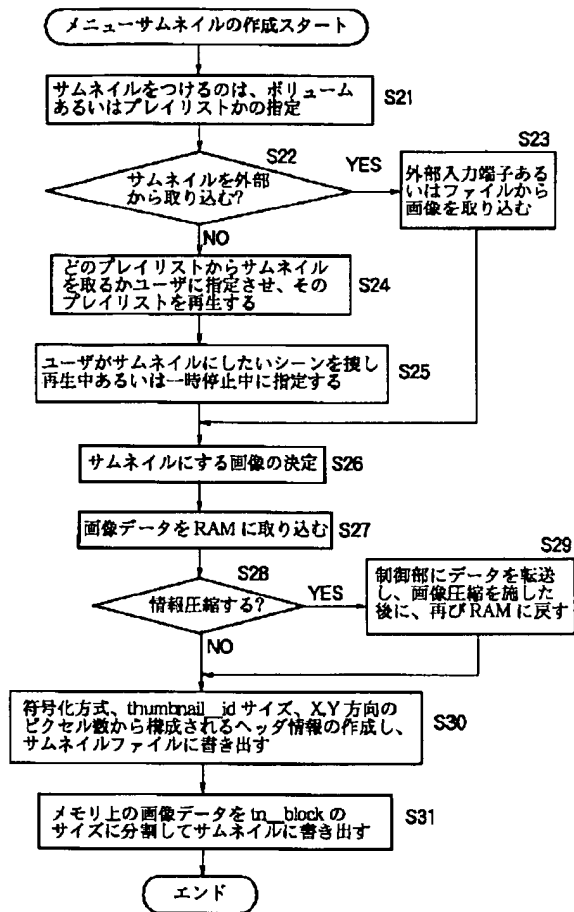 メニューサムネイルの作成スタート
サムネイルをつけるのは、ボリューム
あるいはプレイリストかの指定
S21
S22
サムネイルを外部
から取り込む?
YES
S23
外部入力端子ある
いはファイルから
画像を取り込む
NO
どのプレイリストからサムネイル
を取るかユーザに指定させ、その
プレイリストを再生する
S24
ユーザがサムネイルにしたいシーンを捜し
再生中あるいは一時停止中に指定する
S25
サムネイルにする画像の決定
S26
画像データをRAMに取り込む
S27
S28
情報圧縮する?
YES
S29
制御部にデータを転送
し、画像圧縮を施した
後に、再びRAMに戻す
NO
符号化方式、thumbnail_idサイズ、X,Y方向の
ピクセル数から構成されるヘッダ情報の作成し、
サムネイルファイルに書き出す
S30
メモリ上の画像データをtn_blockの
サイズに分割してサムネイルに書き出す
S31
エンド